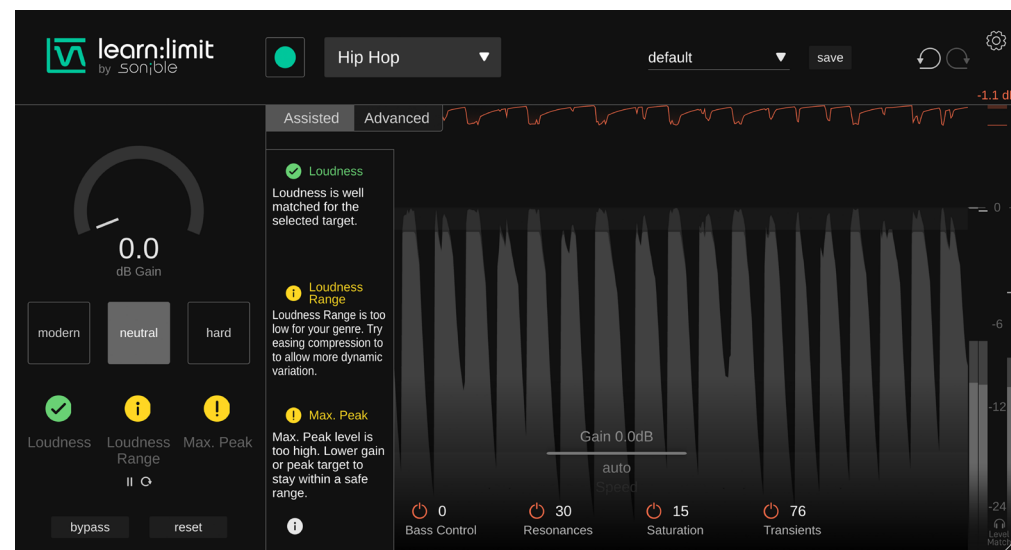 learn:limit
by sonible
Hip Hop
default
save
-1.1 d
Assisted
Advanced
0.0
dB Gain
modern
neutral
hard
Loudness
Loudness
Range
Max. Peak
bypass
reset
Loudness
Loudness is well
matched for the
selected target.
Loudness
Range
Loudness Range is too
low for your genre. Try
easing compression to
to allow more dynamic
variation.
Max. Peak
Max. Peak level is
too high. Lower gain
or peak target to
stay within a safe
range.
0
-6
-12
-24
Gain 0.0dB
auto
Speed
0
Bass Control
30
Resonances
15
Saturation
76
Transients
Level
Match